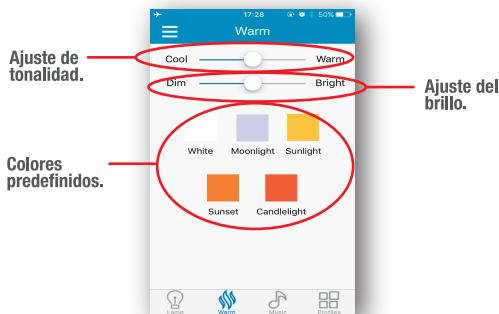 17:28
50%
Warm
Ajuste de
tonalidad.
Cool
Warm
Dim
Bright
Ajuste del
brillo.
White
Moonlight
Sunlight
Colores
predefinidos.
Sunset
Candlelight
Lamp
Warm
Music
Profiles